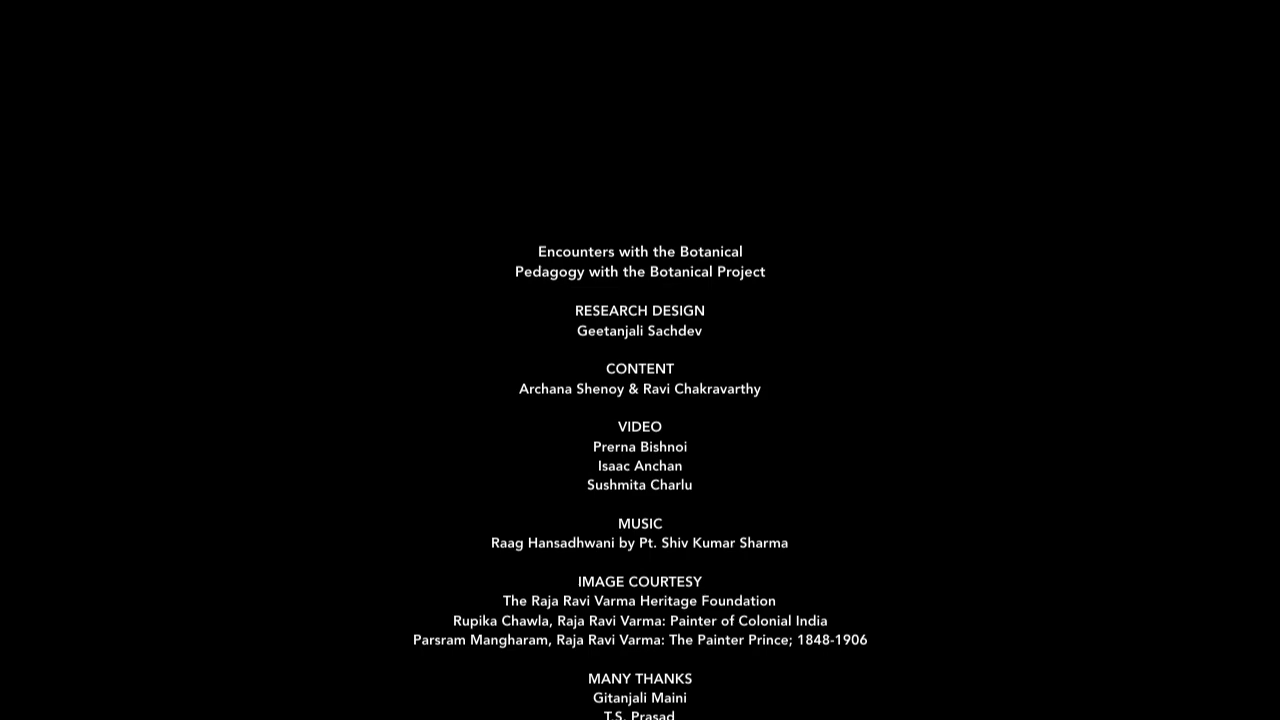 Encounters with the Botanical
Pedagogy with the Botanical Project
RESEARCH DESIGN
Geetanjali Sachdev
CONTENT
Archana Shenoy & Ravi Chakravarthy
VIDEO
Prerna Bishnoi
Isaac Anchan
Sushmita Charlu
MUSIC
Raag Hansadhwani by Pt. Shiv Kumar Sharma
IMAGE COURTESY
The Raja Ravi Varma Heritage Foundation
Rupika Chawla, Raja Ravi Varma: Painter of Colonial India
Parsram Mangharam, Raja Ravi Varma: The Painter Prince; 1848-1906
MANY THANKS
Gitanjali Maini
T.S. Prasad